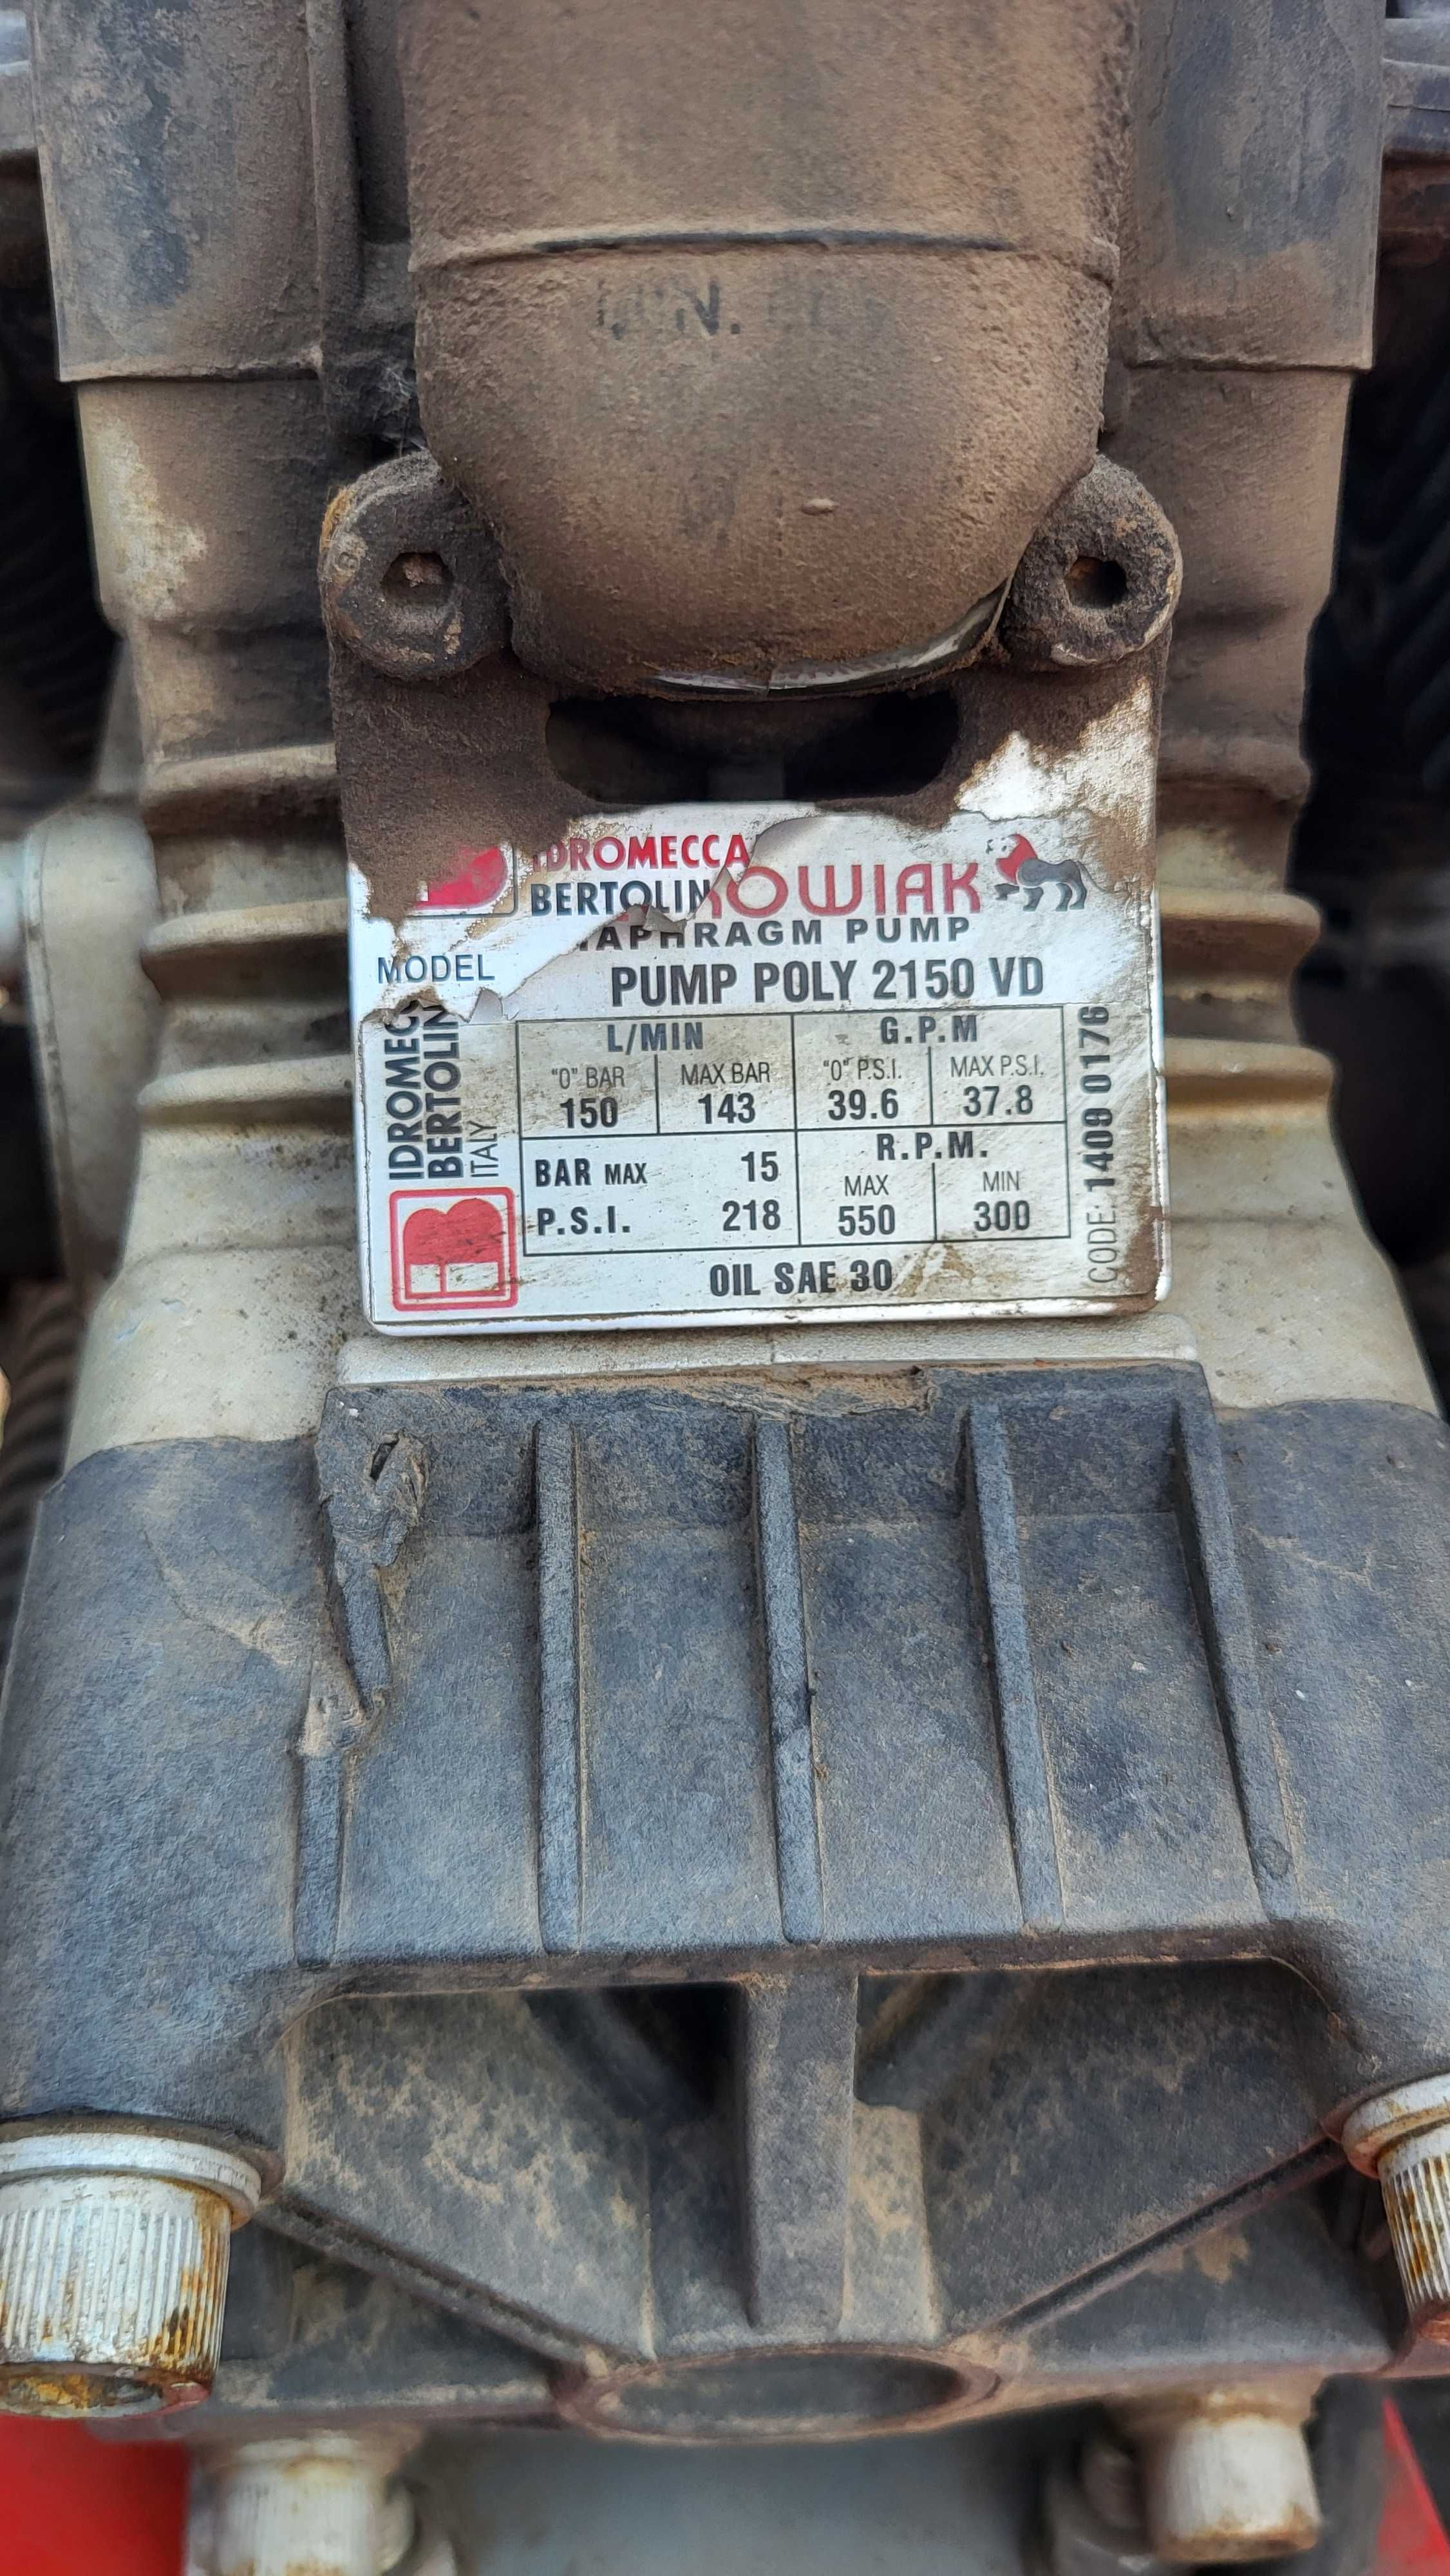 IDROMECCA
BERTOLIN
OWIAK
IAPHRAGM PUMP
MODEL
PUMP POLY 2150 VD
IDROMEC
BERTOLIN
ITALY
L/MIN
G.P.M
"0" BAR
MAX BAR
"0" P.S.I.
MAX P.S.I.
150
143
39.6
37.8
BAR MAX 15
P.S.I. 218
R.P.M.
MAX
MIN
550
300
OIL SAE 30
CODE: 1409 0176